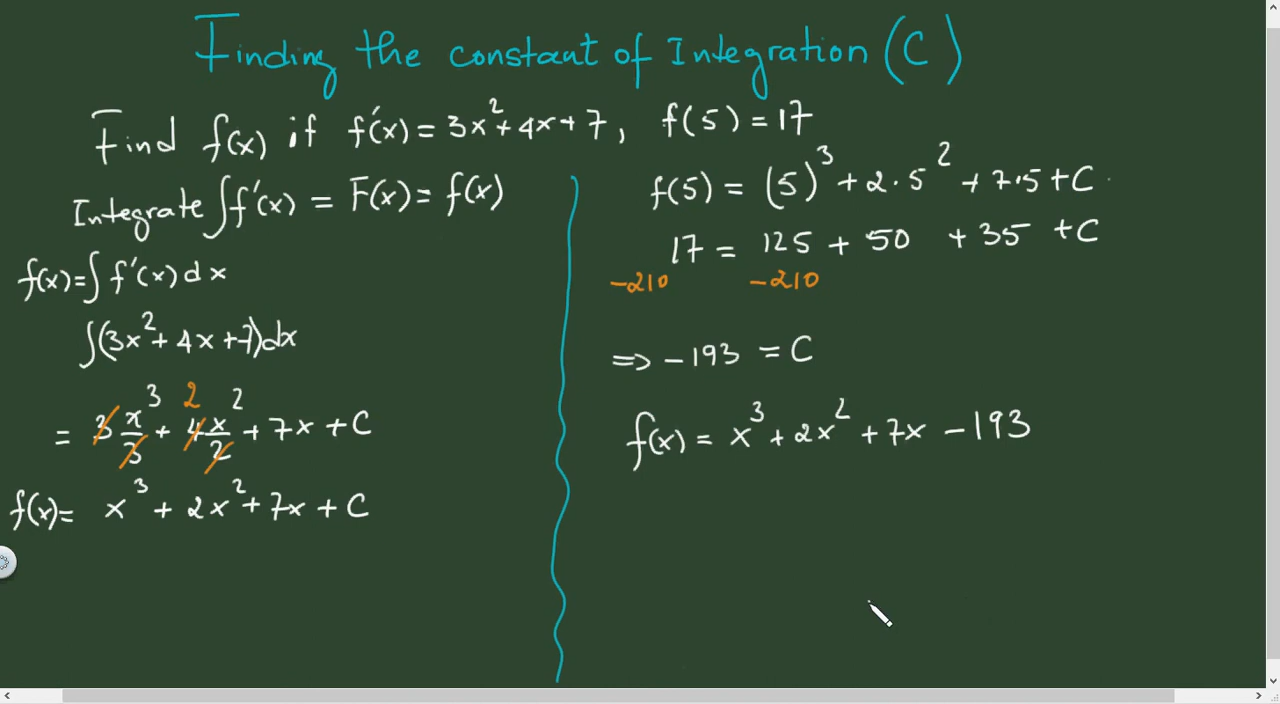 Finding the constant of Integration (C)
Find f(x) if f'(x) = 3x²+4x+7, f(5)=17
Integrate ∫f'(x) = F(x) = f(x)
f(x)=∫f'(x)dx
∫(3x²+4x+7)dx
= 3x³/3 + 4x²/2 + 7x + C
2
f(x)= x³ + 2x² + 7x + C
f(5) = (5)³ + 2·5² + 7·5 + C
17 = 125 + 50 + 35 + C
-210 -210
⇒ -193 = C
f(x) = x³ + 2x² + 7x - 193